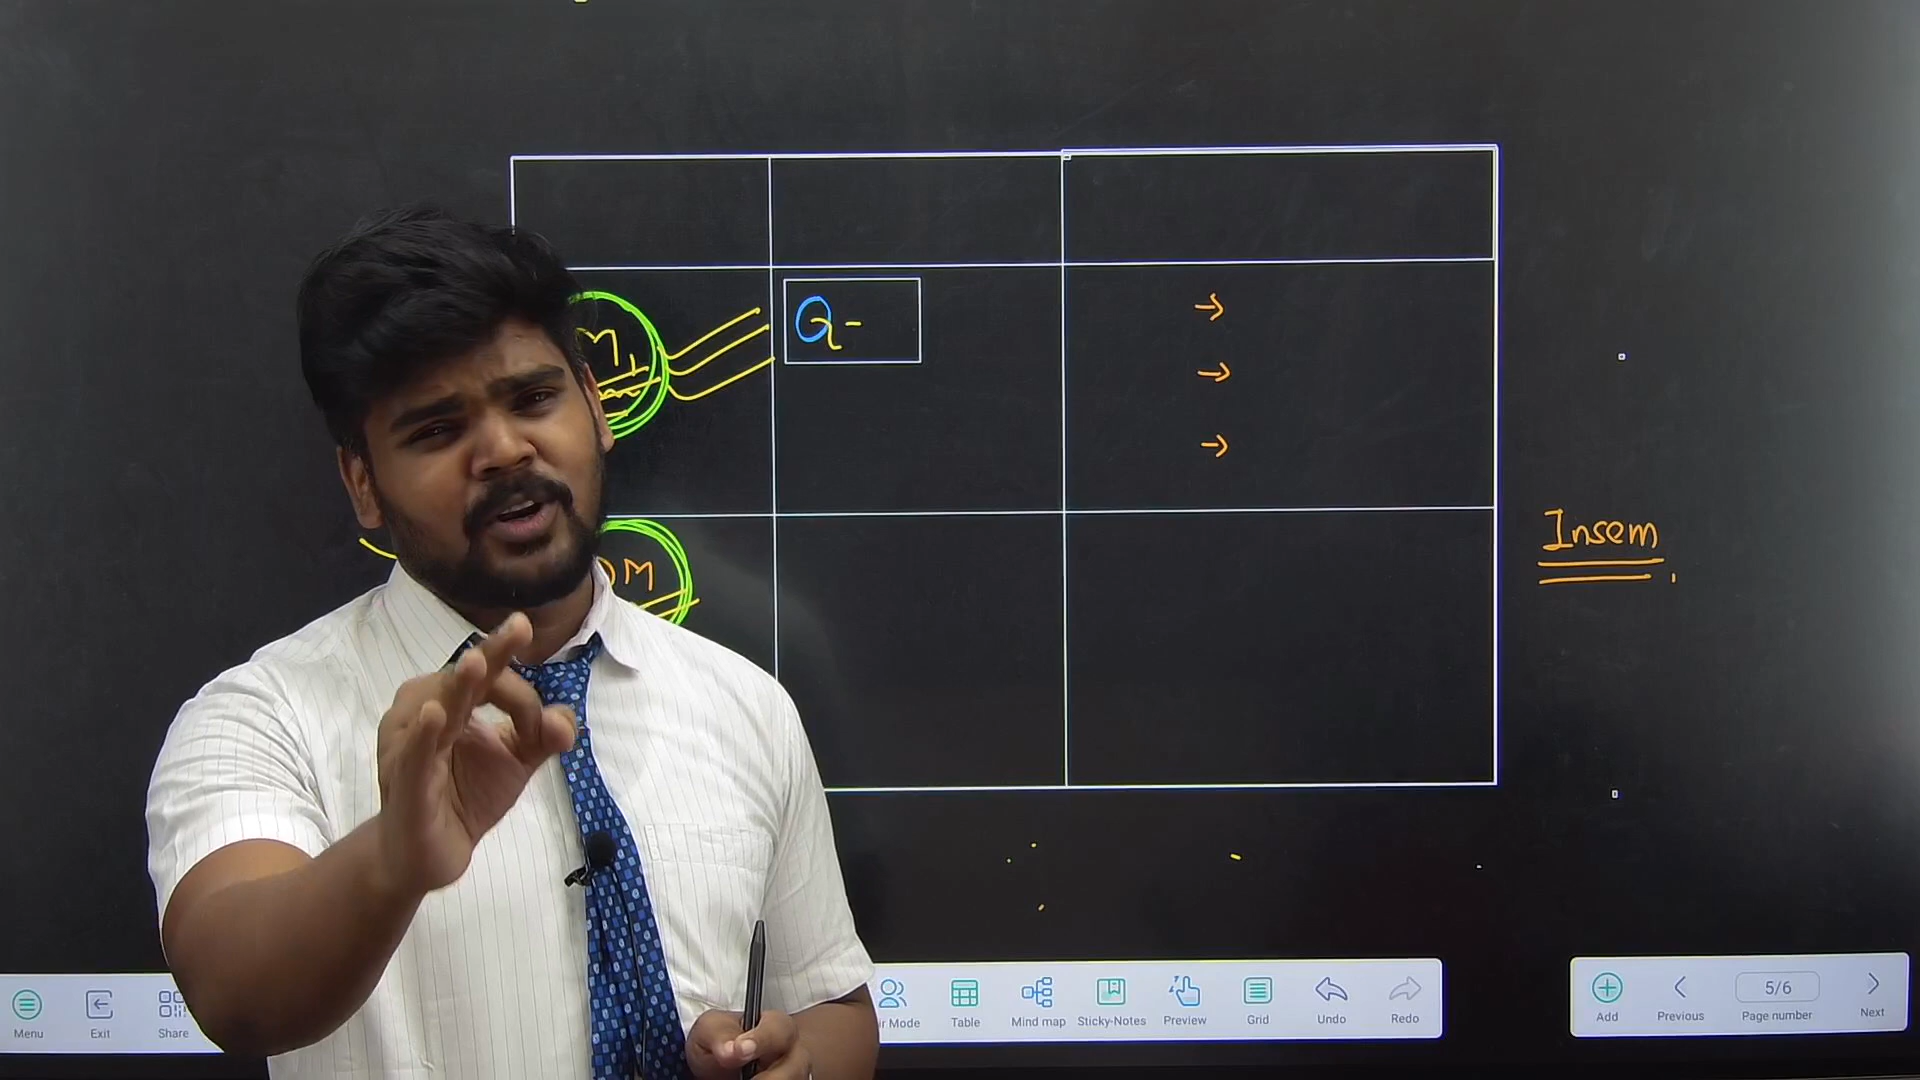 M1
Q-
→
→
→
Insem
M
Menu
Exit
Share
Table
Mind map
Sticky-Notes
Preview
Grid
Undo
Redo
Add
Previous
5/6
Page number
Next